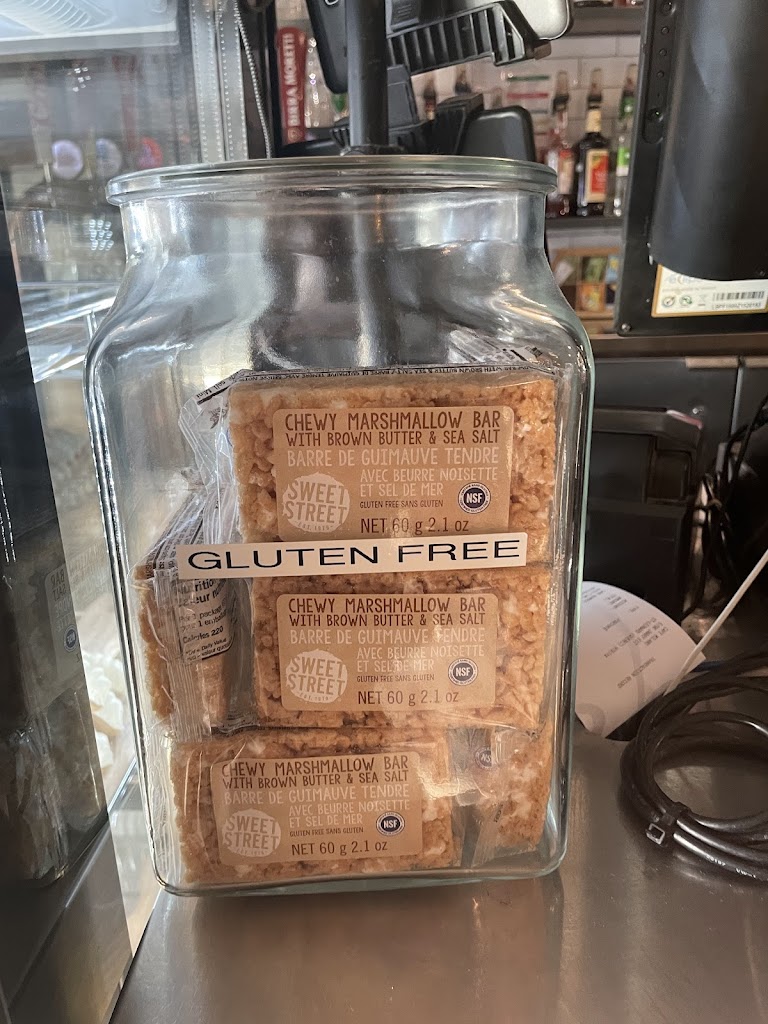 BIRRA MORETTI
CHEWY MARSHMALLOW BAR
WITH BROWN BUTTER & SEA SALT
BARRE DE GUIMAUVE TENDRE
AVEC BEURRE NOISETTE
ET SEL DE MER
GLUTEN FREE SANS GLUTEN
NET 60 g 2.1 oz
SWEET
STREET
NSF
GLUTEN FREE
Calories 220
CHEWY MARSHMALLOW BAR
WITH BROWN BUTTER & SEA SALT
BARRE DE GUIMAUVE TENDRE
AVEC BEURRE NOISETTE
ET SEL DE MER
GLUTEN FREE SANS GLUTEN
NET 60 g 2.1 oz
SWEET
STREET
NSF
CHEWY MARSHMALLOW BAR
WITH BROWN BUTTER & SEA SALT
BARRE DE GUIMAUVE TENDRE
AVEC BEURRE NOISETTE
ET SEL DE MER
GLUTEN FREE SANS GLUTEN
NET 60 g 2.1 oz
SWEET
STREET
NSF